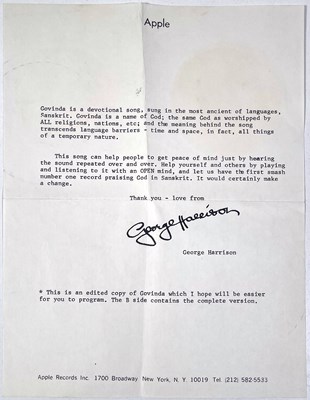 Apple
Govinda is a devotional song, sung in the most ancient of languages,
Sanskrit. Govinda is a name of God; the same God as worshipped by
ALL religions, nations, etc; and the meaning behind the song
transcends language barriers - time and space, in fact, all things
of a temporary nature.
This song can help people to get peace of mind just by hearing
the sound repeated over and over. Help yourself and others by playing
and listening to it with an OPEN mind, and let us have the first smash
number one record praising God in Sanskrit. It would certainly make
a change.
Thank you - love from
George Harrison
George Harrison
* This is an edited copy of Govinda which I hope will be easier
for you to program. The B side contains the complete version.
Apple Records Inc 1700 Broadway New York, N.Y. 10019 Tel (212) 582-5533